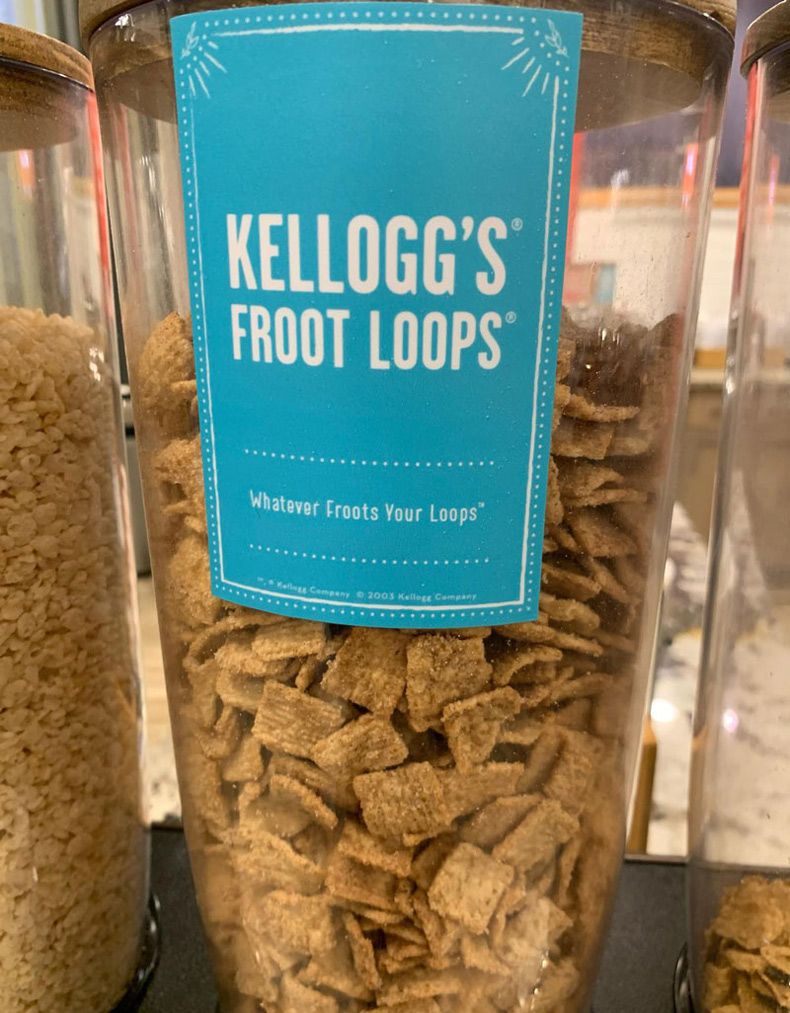 KELLOGG'S®
FROOT LOOPS®
Whatever Froots Your Loops™
™, ® Kellogg Company © 2003 Kellogg Company